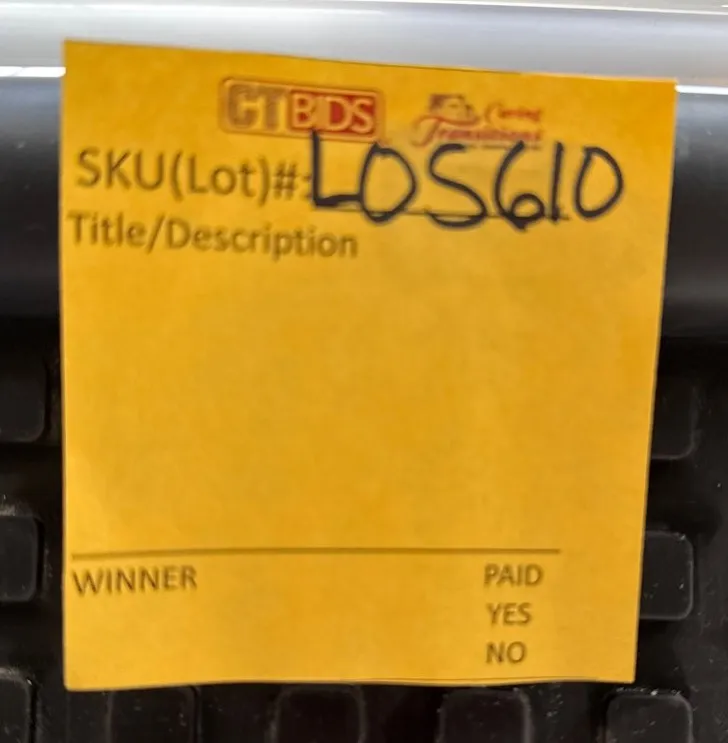 CTBIDS Caring Transitions
SKU(Lot)#: LOS610
Title/Description
WINNER PAID
YES
NO